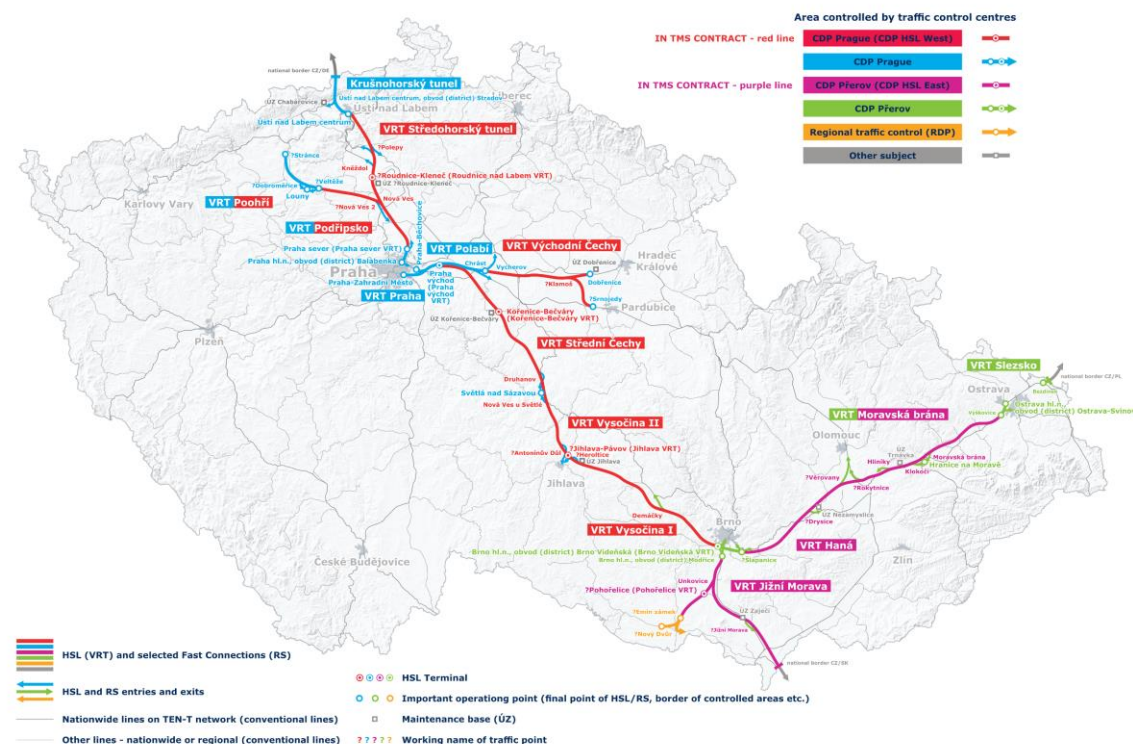 Area controlled by traffic control centres
IN TMS CONTRACT - red line
CDP Prague (CDP HSL West)
CDP Prague
IN TMS CONTRACT - purple line
CDP Přerov (CDP HSL East)
CDP Přerov
Regional traffic control (RDP)
Other subject
national border CZ/DE
Krušnohorský tunel
Ústí nad Labem centrum, obvod (district) Stradov
ÚZ Chabařovice
Liberec
Ústí nad Labem
Ústí nad Labem centrum
VRT Středohorský tunel
?Polepy
?Stránce
Kněždol
?Roudnice-Kleneč (Roudnice nad Labem VRT)
ÚZ ?Roudnice-Kleneč
?Dobroměřice
?Veltěže
Louny
Karlovy Vary
VRT Poohří
Nová Ves
?Nová Ves 2
VRT Podřipsko
Praha-Běchovice
Praha sever (Praha sever VRT)
VRT Polabí
VRT Východní Čechy
Praha hl.n., obvod (district) Balabenka
Chrást
Vycherov
ÚZ Dobřenice
Hradec
Králové
Praha
Praha-Zahradní Město
Praha
východ
(Praha
východ
VRT)
?Klamoš
Dobřenice
VRT Praha
?Srnojedy
Pardubice
Kořenice-Bečváry
(Kořenice-Bečváry VRT)
ÚZ Kořenice-Bečváry
Plzeň
VRT Střední Čechy
Druhanov
Světlá nad Sázavou
Nová Ves u Světlé
VRT Slezsko
national border CZ/PL
Ostrava
Ostrava hl.n.,
obvod (district) Ostrava-Svinov
VRT Moravská brána
VRT Vysočina II
Olomouc
?Antonínův Důl
?Jihlava-Pávov (Jihlava VRT)
?Heroltice
ÚZ Jihlava
Jihlava
ÚZ
Trnávka
Hliníky
Moravská brána
Hranice na Moravě
Klokočí
?Věrovany
?Rokytnice
Demáčky
ÚZ Nezamyslice
?Drysice
VRT Vysočina I
Brno
VRT Haná
Brno hl.n., obvod (district) Brno Vídeňská (Brno Vídeňská VRT)
Brno hl.n., obvod (district) Modřice
?Šlapanice
České Budějovice
Zlín
Unkovice
VRT Jižní Morava
?Pohořelice (Pohořelice VRT)
?Emin zámek
ÚZ Zaječí
?Nový Dvůr
?Jižní Morava
national border CZ/SK
HSL (VRT) and selected Fast Connections (RS)
HSL and RS entries and exits
Nationwide lines on TEN-T network (conventional lines)
Other lines - nationwide or regional (conventional lines)
HSL Terminal
Important operationg point (final point of HSL/RS, border of controlled areas etc.)
Maintenance base (ÚZ)
? ? ? ? ? Working name of traffic point